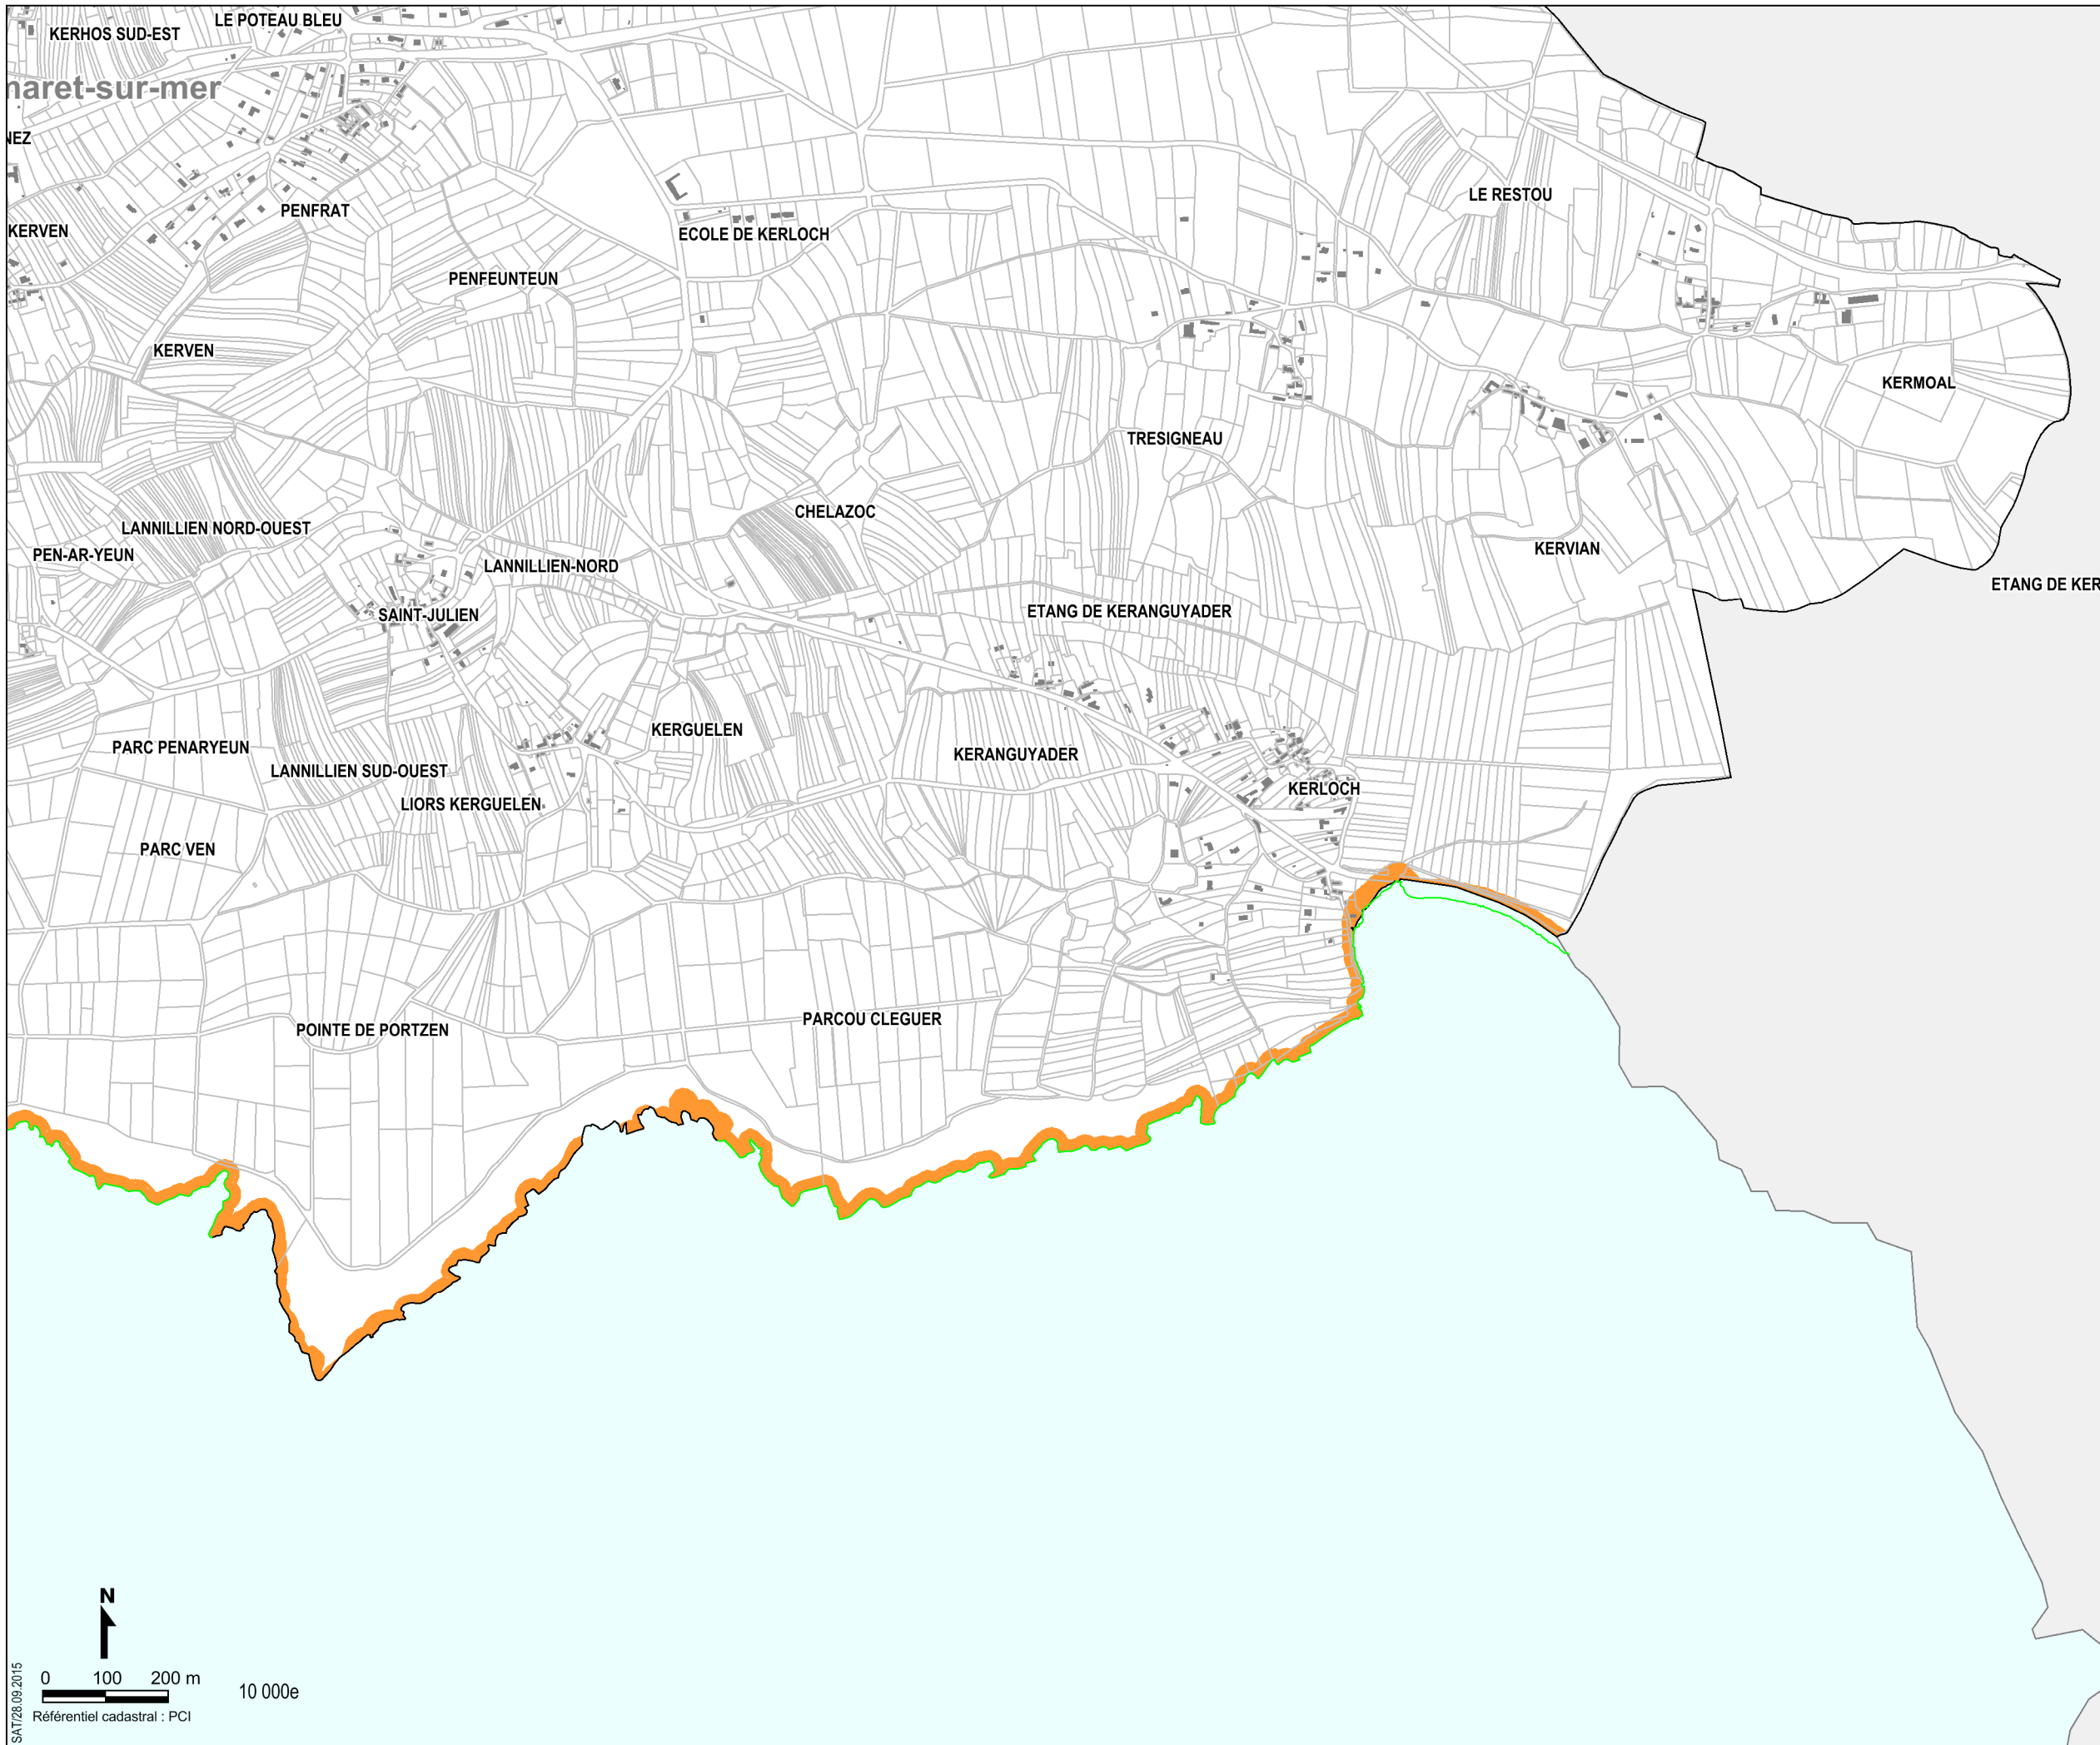 LE POTEAU BLEU
KERHOS SUD-EST
naret-sur-mer
NEZ
LE RESTOU
PENFRAT
KERVEN
ECOLE DE KERLOCH
PENFEUNTEUN
KERVEN
KERMOAL
TRESIGNEAU
CHELAZOC
LANNILLIEN NORD-OUEST
KERVIAN
PEN-AR-YEUN
LANNILLIEN-NORD
ETANG DE KER
ETANG DE KERANGUYADER
SAINT-JULIEN
KERGUELEN
PARC PENARYEUN
KERANGUYADER
LANNILLIEN SUD-OUEST
KERLOCH
LIORS KERGUELEN
PARC VEN
PARCOU CLEGUER
POINTE DE PORTZEN
N
0 100 200 m
10 000e
Référentiel cadastral : PCI
SAT/28.09.2015